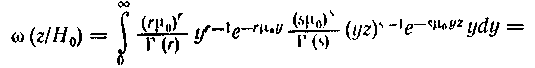 ω (z/H₀) = ∫₀^∞ (rμ₀)^r / Γ (r) y^{r−1} e^{−rμ₀y} (sμ₀)^s / Γ (s) (yz)^{s−1} e^{−sμ₀yz} y dy =